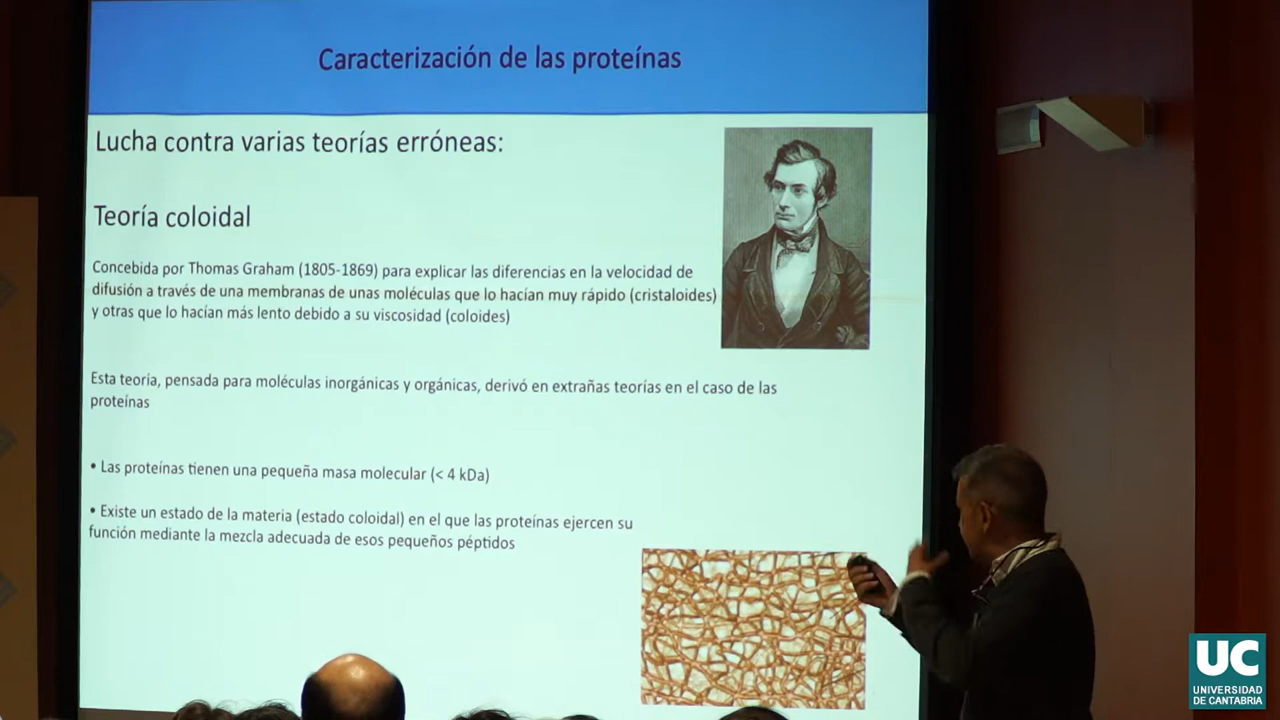 Caracterización de las proteínas
Lucha contra varias teorías erróneas:
Teoría coloidal
Concebida por Thomas Graham (1805-1869) para explicar las diferencias en la velocidad de
difusión a través de una membranas de unas moléculas que lo hacían muy rápido (cristaloides)
y otras que lo hacían más lento debido a su viscosidad (coloides)
Esta teoría, pensada para moléculas inorgánicas y orgánicas, derivó en extrañas teorías en el caso de las
proteínas
• Las proteínas tienen una pequeña masa molecular (< 4 kDa)
• Existe un estado de la materia (estado coloidal) en el que las proteínas ejercen su
función mediante la mezcla adecuada de esos pequeños péptidos
UC
UNIVERSIDAD
DE CANTABRIA